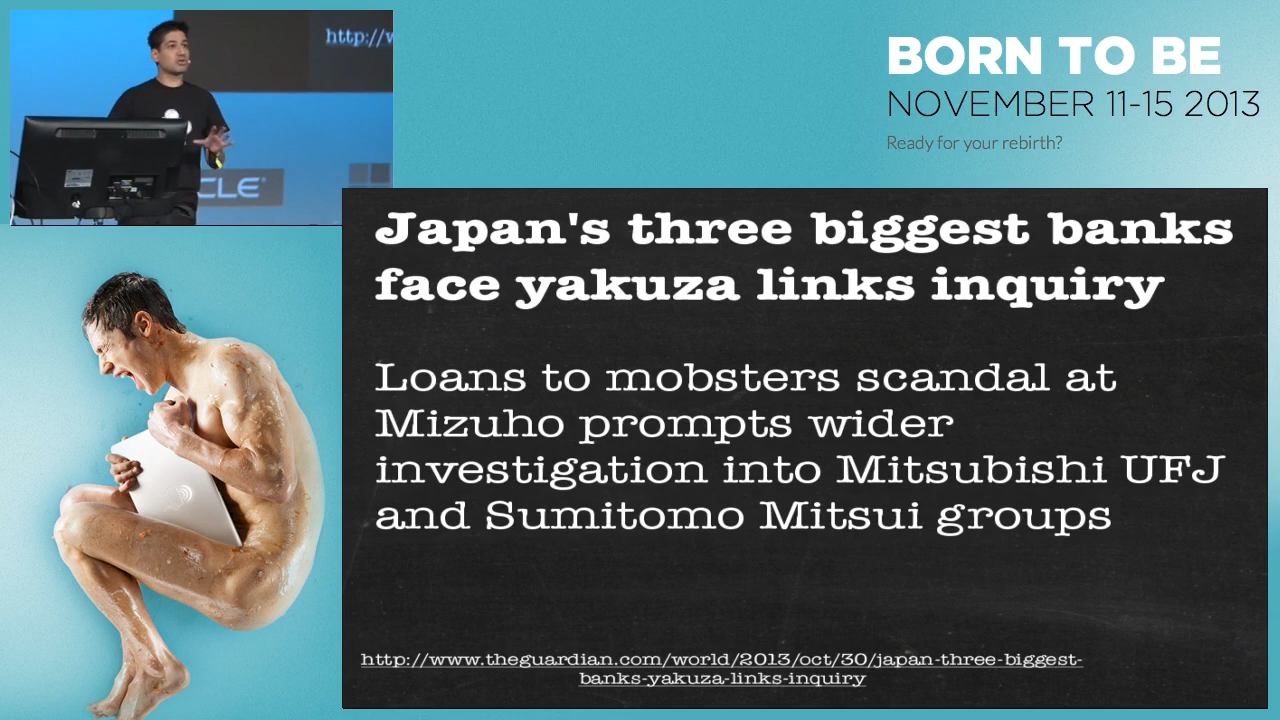 http://w
CLE
BORN TO BE
NOVEMBER 11-15 2013
Ready for your rebirth?
Japan's three biggest banks
face yakuza links inquiry
Loans to mobsters scandal at
Mizuho prompts wider
investigation into Mitsubishi UFJ
and Sumitomo Mitsui groups
http://www.theguardian.com/world/2013/oct/30/japan-three-biggest-
banks-yakuza-links-inquiry